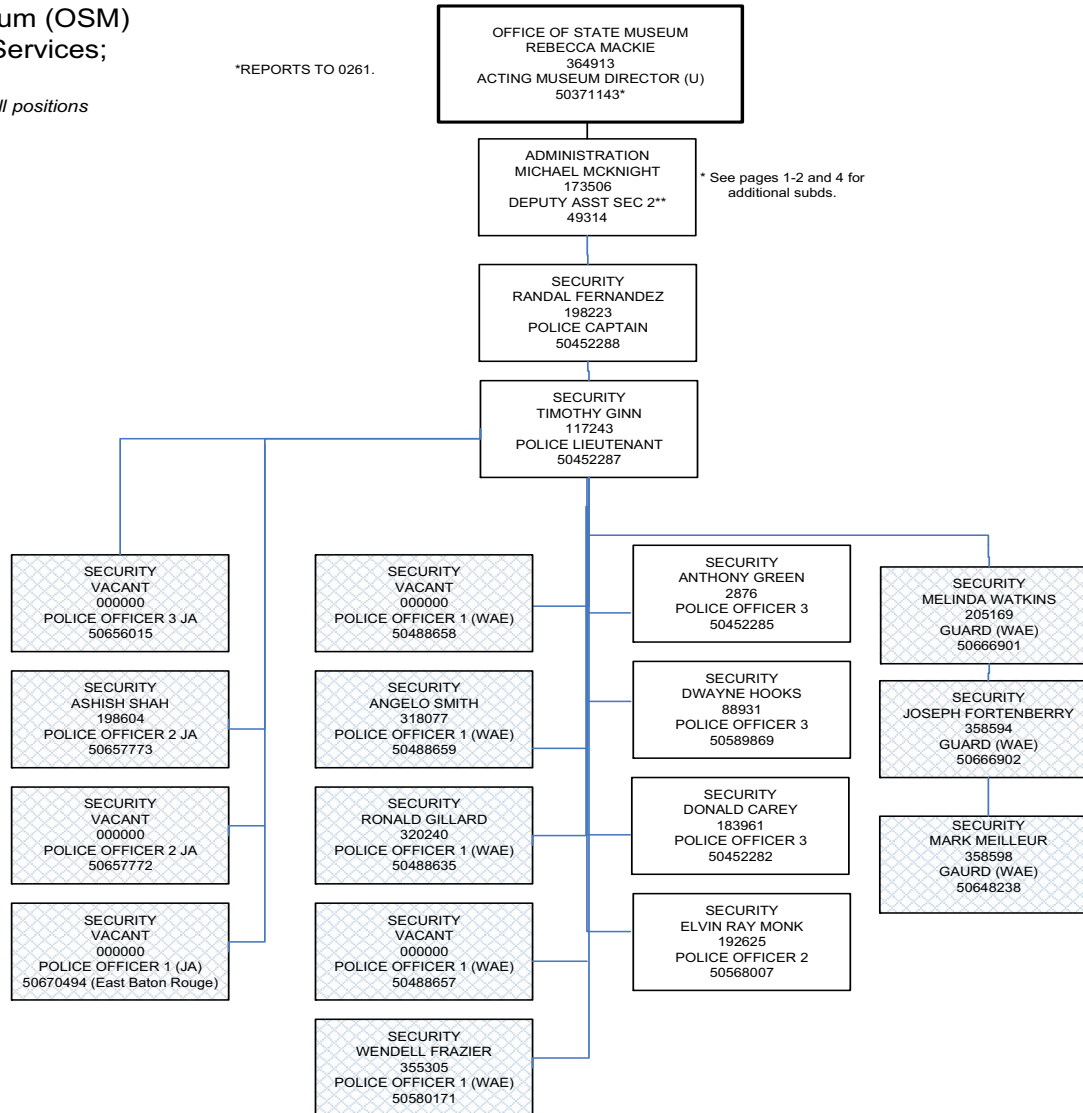 um (OSM)
Services;
ll positions
*REPORTS TO 0261.
OFFICE OF STATE MUSEUM
REBECCA MACKIE
364913
ACTING MUSEUM DIRECTOR (U)
50371143*
ADMINISTRATION
MICHAEL MCKNIGHT
173506
DEPUTY ASST SEC 2**
49314
* See pages 1-2 and 4 for
additional subds.
SECURITY
RANDAL FERNANDEZ
198223
POLICE CAPTAIN
50452288
SECURITY
TIMOTHY GINN
117243
POLICE LIEUTENANT
50452287
SECURITY
VACANT
000000
POLICE OFFICER 3 JA
50656015
SECURITY
ASHISH SHAH
198604
POLICE OFFICER 2 JA
50657773
SECURITY
VACANT
000000
POLICE OFFICER 2 JA
50657772
SECURITY
VACANT
000000
POLICE OFFICER 1 (JA)
50670494 (East Baton Rouge)
SECURITY
VACANT
000000
POLICE OFFICER 1 (WAE)
50488658
SECURITY
ANGELO SMITH
318077
POLICE OFFICER 1 (WAE)
50488659
SECURITY
RONALD GILLARD
320240
POLICE OFFICER 1 (WAE)
50488635
SECURITY
VACANT
000000
POLICE OFFICER 1 (WAE)
50488657
SECURITY
WENDELL FRAZIER
355305
POLICE OFFICER 1 (WAE)
50580171
SECURITY
ANTHONY GREEN
2876
POLICE OFFICER 3
50452285
SECURITY
DWAYNE HOOKS
88931
POLICE OFFICER 3
50589869
SECURITY
DONALD CAREY
183961
POLICE OFFICER 3
50452282
SECURITY
ELVIN RAY MONK
192625
POLICE OFFICER 2
50568007
SECURITY
MELINDA WATKINS
205169
GUARD (WAE)
50666901
SECURITY
JOSEPH FORTENBERRY
358594
GUARD (WAE)
50666902
SECURITY
MARK MEILLEUR
358598
GAURD (WAE)
50648238